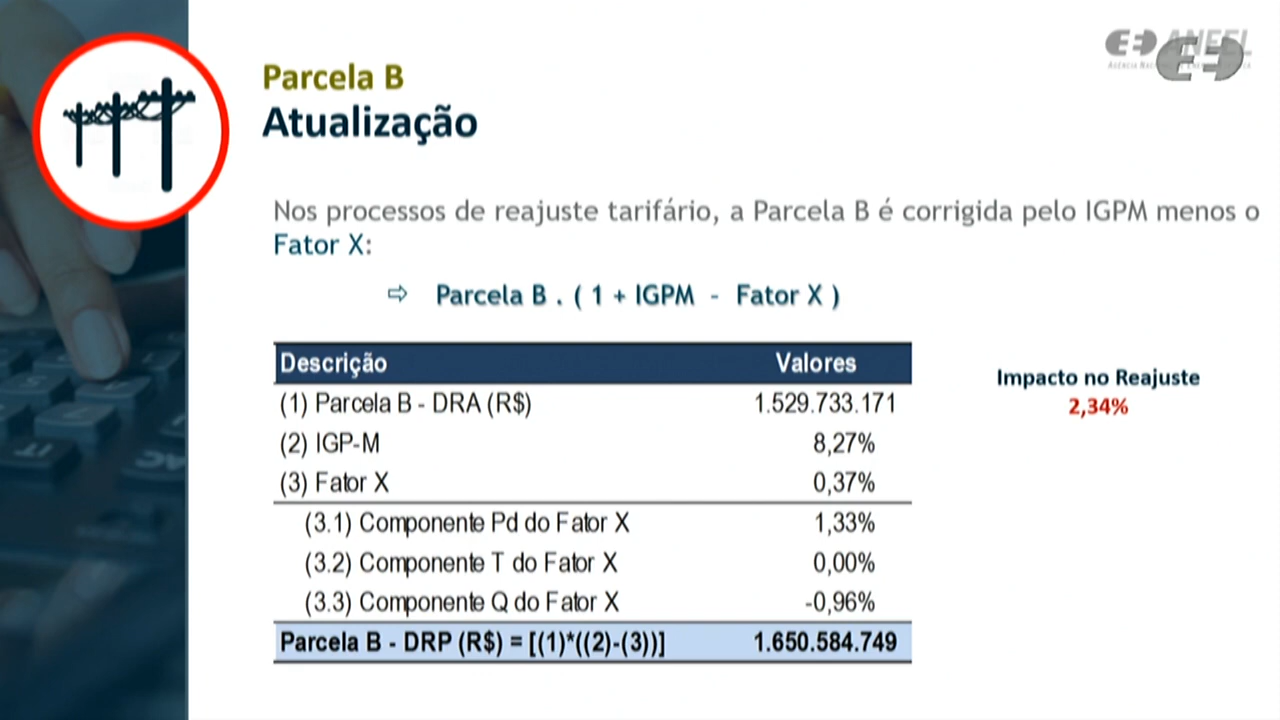 Parcela B
Atualização
ANEEL
Nos processos de reajuste tarifário, a Parcela B é corrigida pelo IGPM menos o
Fator X:
⇨ Parcela B . ( 1 + IGPM - Fator X )
Descrição Valores
(1) Parcela B - DRA (R$) 1.529.733.171
(2) IGP-M 8,27%
(3) Fator X 0,37%
(3.1) Componente Pd do Fator X 1,33%
(3.2) Componente T do Fator X 0,00%
(3.3) Componente Q do Fator X -0,96%
Parcela B - DRP (R$) = [(1)*((2)-(3))] 1.650.584.749
Impacto no Reajuste
2,34%